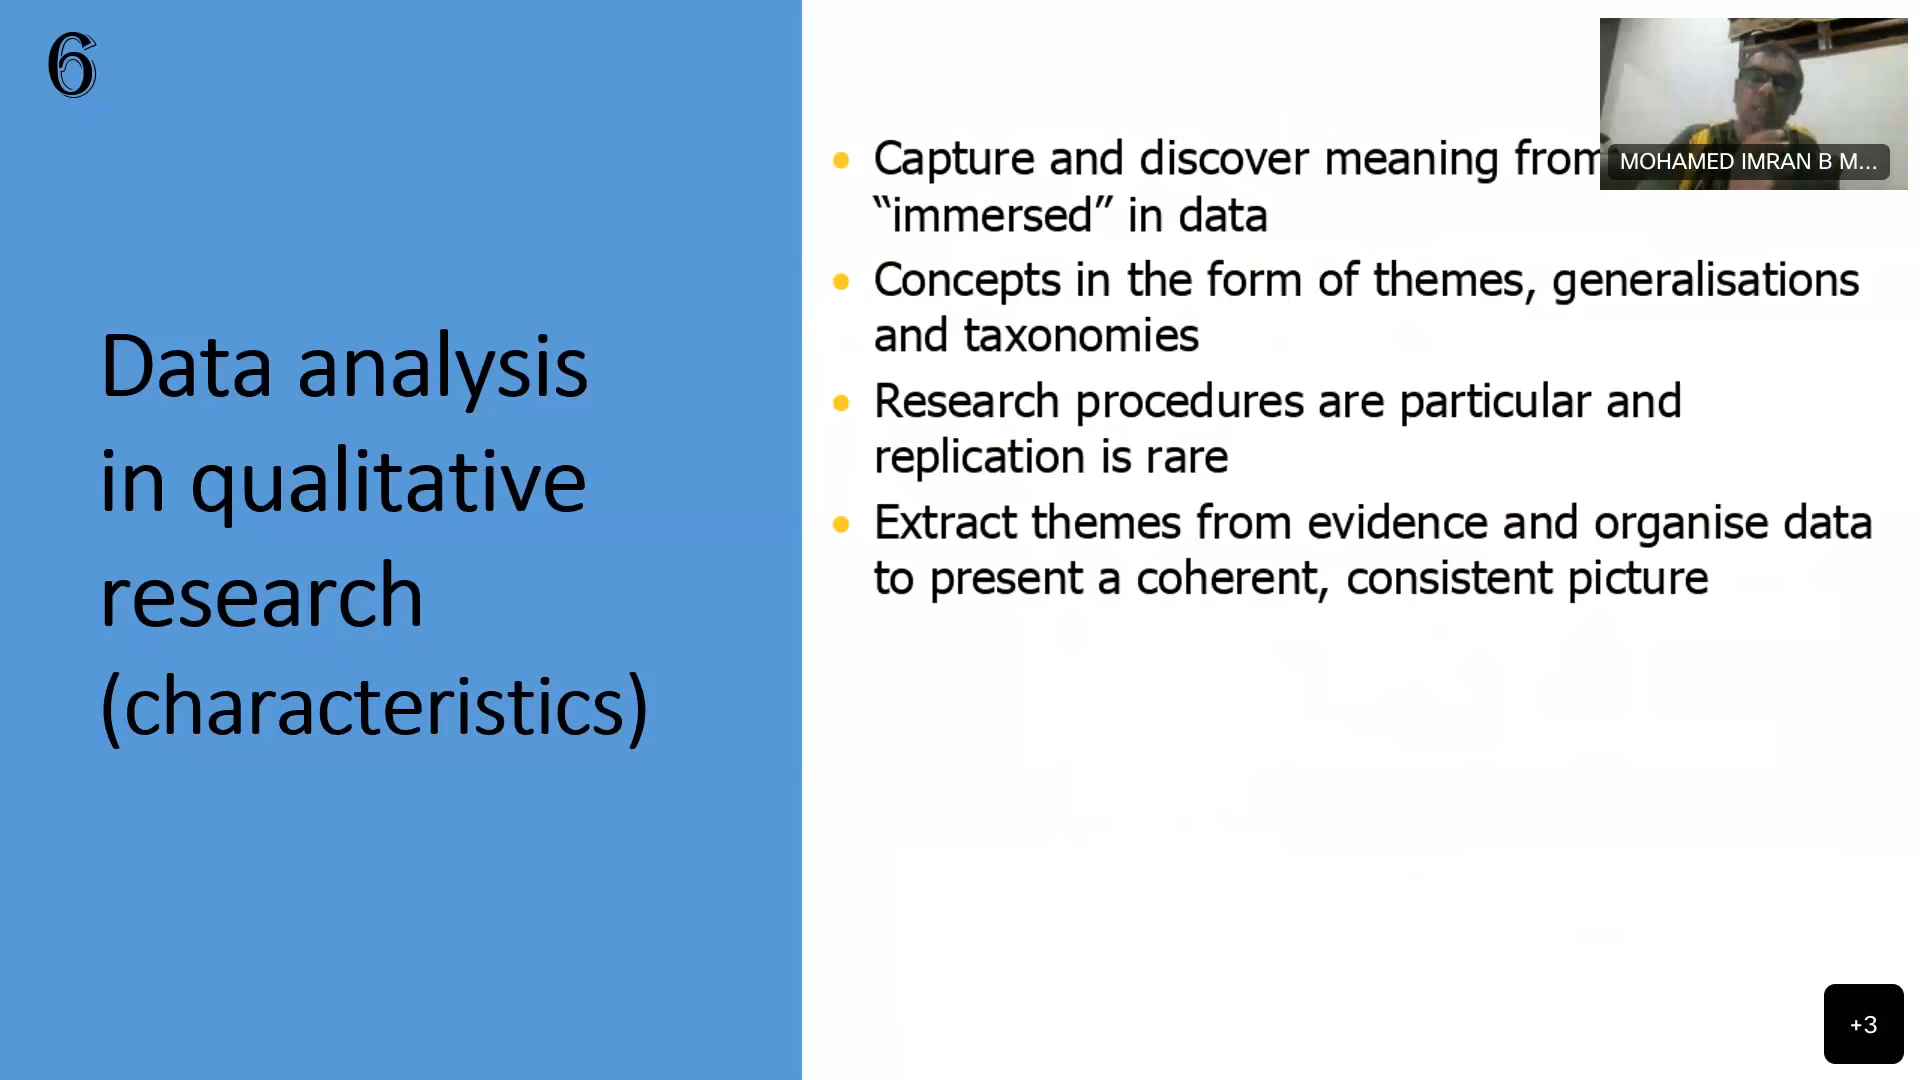 6
Data analysis
in qualitative
research
(characteristics)
Capture and discover meaning from
“immersed” in data
Concepts in the form of themes, generalisations
and taxonomies
Research procedures are particular and
replication is rare
Extract themes from evidence and organise data
to present a coherent, consistent picture
MOHAMED IMRAN B M...
+3